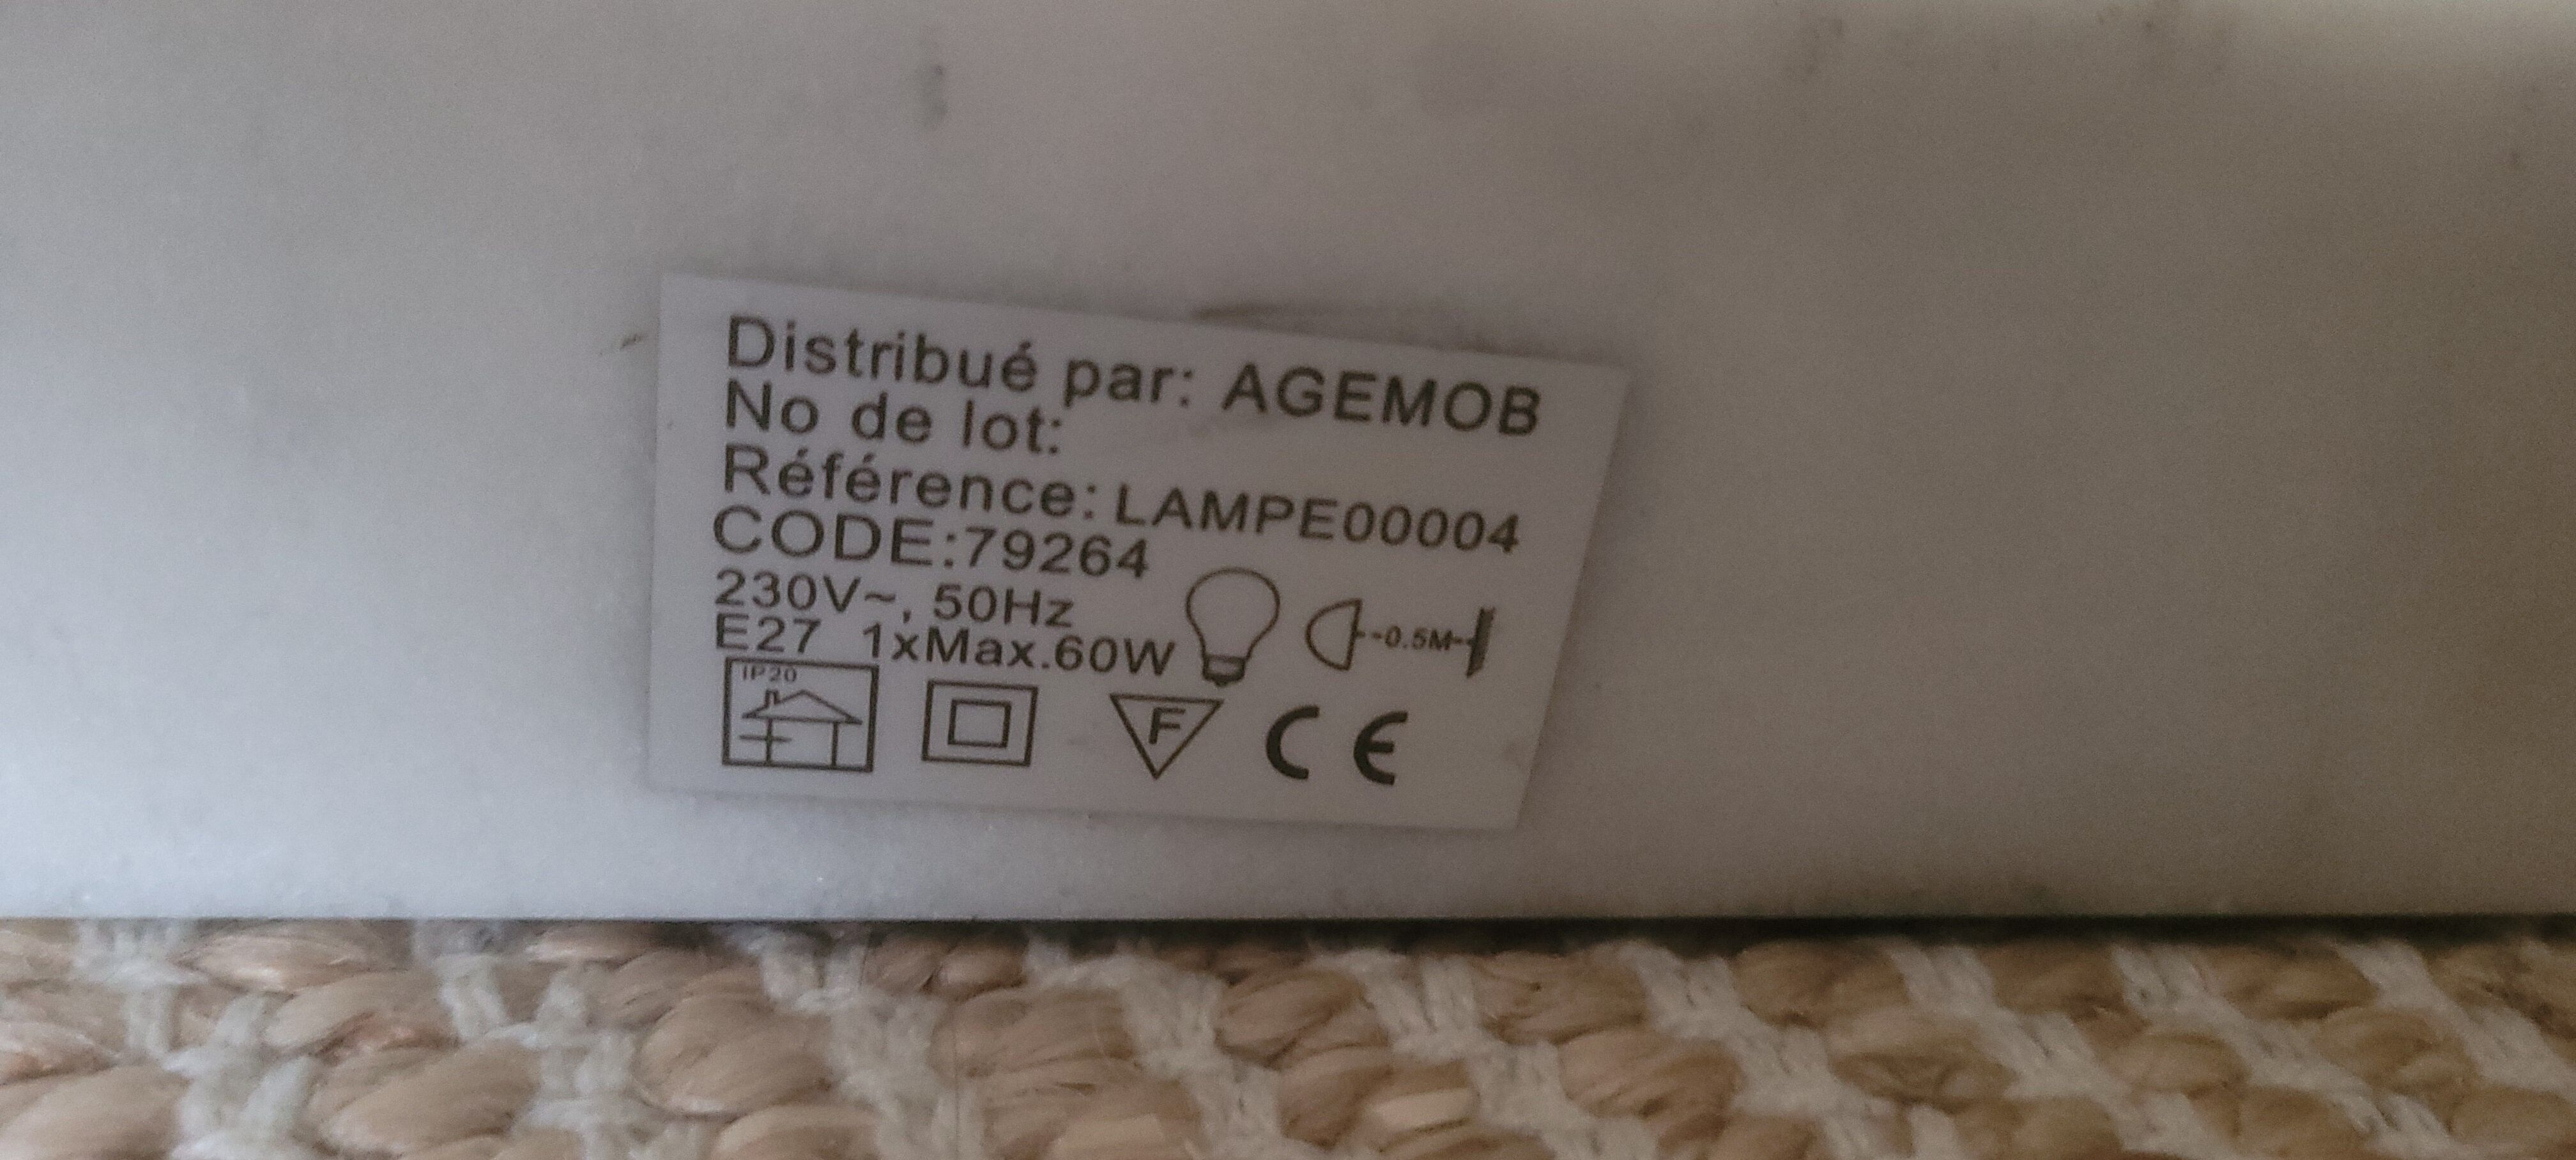 Distribué par: AGEMOB
No de lot:
Référence: LAMPE00004
CODE:79264
230V~, 50Hz
E27 1xMax.60W
-0.5M-
IP20
F
CE